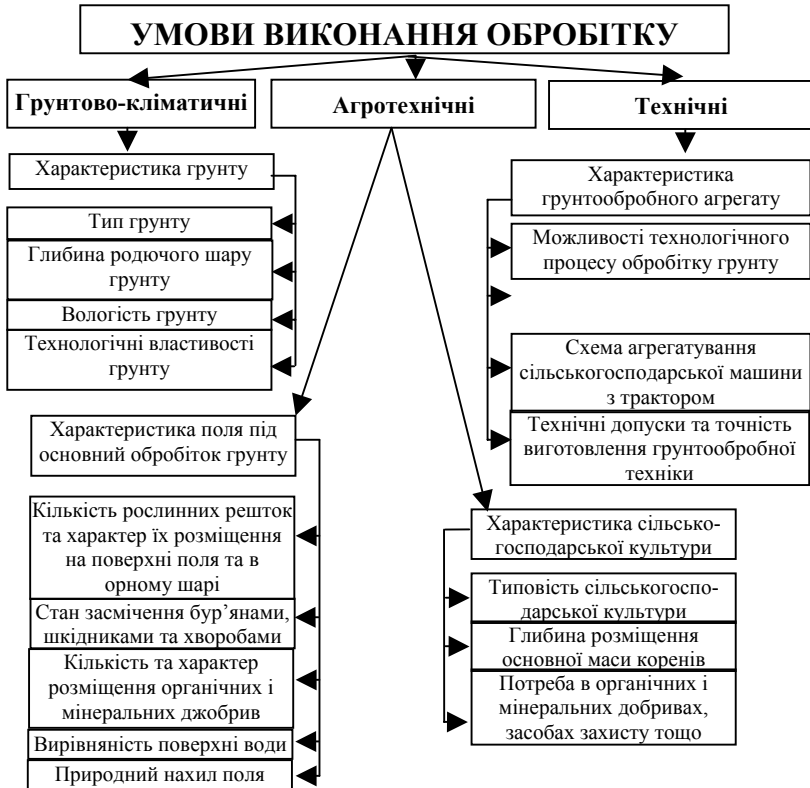 УМОВИ ВИКОНАННЯ ОБРОБІТКУ
Грунтово-кліматичні
Агротехнічні
Технічні
Характеристика грунту
Тип грунту
Глибина родючого шару
грунту
Вологість грунту
Технологічні властивості
грунту
Характеристика
грунтообробного агрегату
Можливості технологічного
процесу обробітку грунту
Схема агрегатування
сільськогосподарської машини
з трактором
Технічні допуски та точність
виготовлення грунтообробної
техніки
Характеристика поля під
основний обробіток грунту
Кількість рослинних решток
та характер їх розміщення
на поверхні поля та в
орному шарі
Стан засмічення бур’янами,
шкідниками та хворобами
Кількість та характер
розміщення органічних і
мінеральних джобрив
Вирівняність поверхні води
Природний нахил поля
Характеристика сільсько-
господарської культури
Типовість сільськогоспо-
дарської культури
Глибина розміщення
основної маси коренів
Потреба в органічних і
мінеральних добривах,
засобах захисту тощо